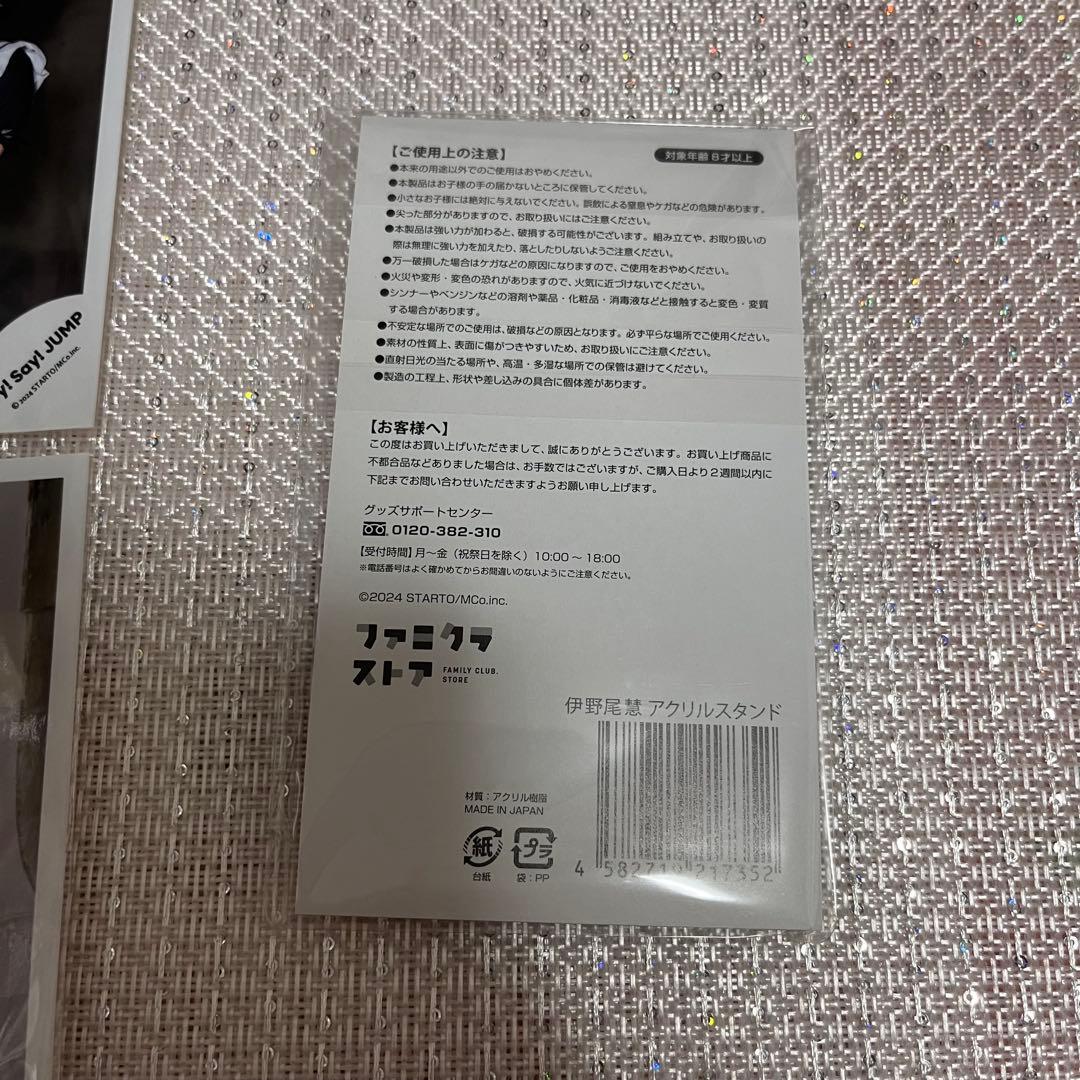 y! Say! JUMP
© 2024 STARTO/MCo.inc.
【ご使用上の注意】
対象年齢 8才以上
●本来の用途以外でのご使用はおやめください。
●本製品はお子様の手の届かないところに保管してください。
●小さなお子様には絶対に与えないでください。誤飲による窒息やケガなどの危険があります。
●尖った部分がありますので、お取り扱いにはご注意ください。
●本製品は強い力が加わると、破損する可能性がございます。組み立てや、お取り扱いの
際は無理に強い力を加えたり、落としたりしないようご注意ください。
●万一破損した場合はケガなどの原因になりますので、ご使用をおやめください。
●火災や変形・変色の恐れがありますので、火気に近づけないでください。
●シンナーやベンジンなどの溶剤や薬品・化粧品・消毒液などと接触すると変色・変質
する場合があります。
●不安定な場所でのご使用は、破損などの原因となります。必ず平らな場所でご使用ください。
●素材の性質上、表面に傷がつきやすいため、お取り扱いにご注意ください。
●直射日光の当たる場所や、高温・多湿な場所での保管は避けてください。
●製造の工程上、形状や差し込みの具合に個体差があります。
【お客様へ】
この度はお買い上げいただきまして、誠にありがとうございます。お買い上げ商品に
不都合品などありました場合は、お手数ではございますが、ご購入日より2週間以内に
下記までお問い合わせいただきますようお願い申し上げます。
グッズサポートセンター
0120-382-310
【受付時間】月〜金（祝祭日を除く）10:00 〜 18:00
※電話番号はよく確かめてからお間違いのないようにご注意ください。
©2024 STARTO/MCo.inc.
ファミクラ
ストア
FAMILY CLUB.
STORE
伊野尾慧 アクリルスタンド
材質：アクリル樹脂
MADE IN JAPAN
紙
プラ
台紙
袋：PP
4 582719 217352